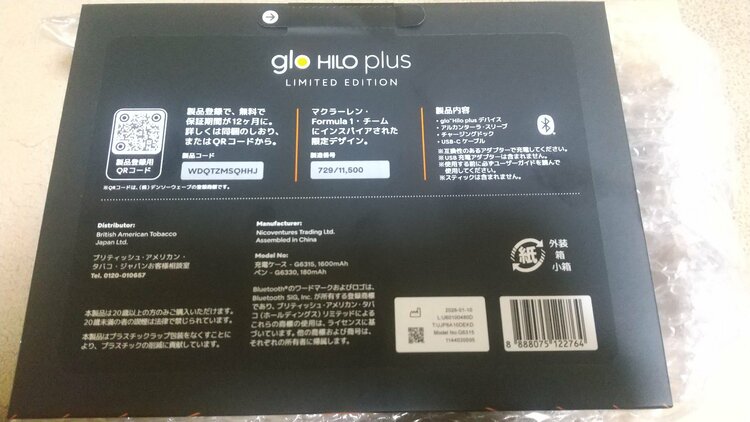 glo HILO plus
LIMITED EDITION
製品登録で、無料で
保証期間が12ヶ月に。
詳しくは同梱のしおり、
またはQRコードから。
製品登録用
QRコード
製品コード
WDQTZMSQHHJ
※QRコードは、(株)デンソーウェーブの登録商標です。
マクラーレン・
Formula 1・チーム
にインスパイアされた
限定デザイン。
製造番号
729/11,500
製品内容
・glo™Hilo plus デバイス
・アルカンターラ・スリーブ
・チャージングドック
・USB-C ケーブル
※互換性のあるアダプターで充電してください。
※USB充電アダプターは含まれません。
※使用する前に必ずユーザーガイドを読んで
使用してください。
※スティックは含まれません。
Distributor:
British American Tobacco
Japan Ltd.
ブリティッシュ・アメリカン・
タバコ・ジャパンお客様相談室
Tel. 0120-010657
本製品は20歳以上の方のみご購入いただけます。
20歳未満の者の喫煙は法律で禁じられています。
本製品はプラスチックラップ包装をなくすことに
より、プラスチックの削減に貢献しています。
Manufacturer:
Nicoventures Trading Ltd.
Assembled in China
Model No:
充電ケース - G6315, 1600mAh
ペン - G6330, 180mAh
Bluetooth®のワードマークおよびロゴは、
Bluetooth SIG, Inc. が所有する登録商標
であり、ブリティッシュ・アメリカン・タバ
コ (ホールディングス) リミテッドによる
これらの商標の使用は、ライセンスに基
づいています。他の商標および商号は、
それぞれの所有者に帰属します。
紙
外装
箱
小箱
Model No:G6315
8 888075 122764